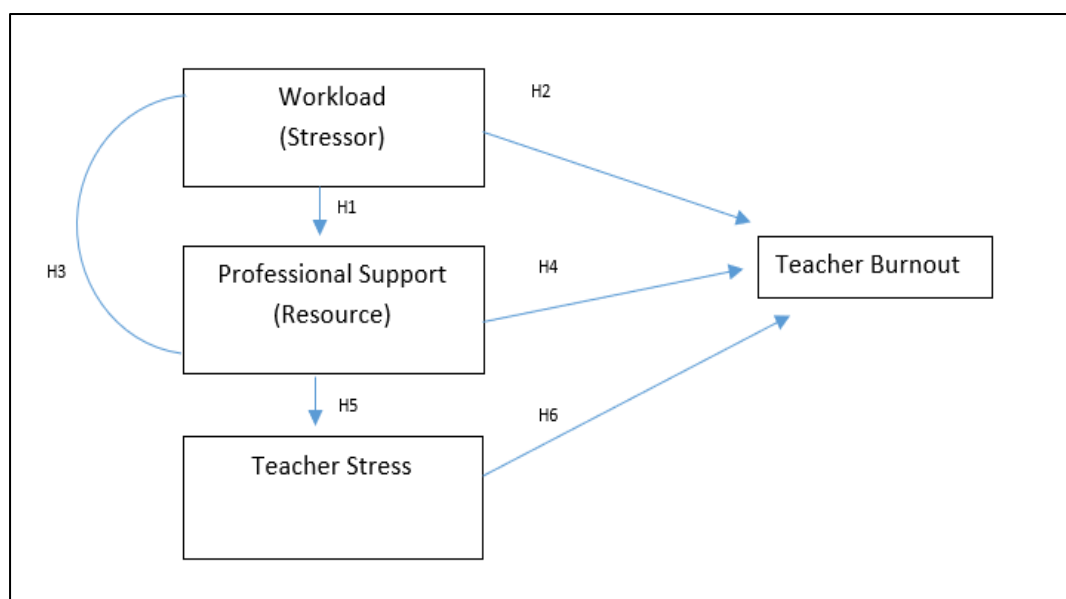 Workload
(Stressor)
H2
H1
Professional Support
(Resource)
H3
H4
Teacher Burnout
H5
H6
Teacher Stress